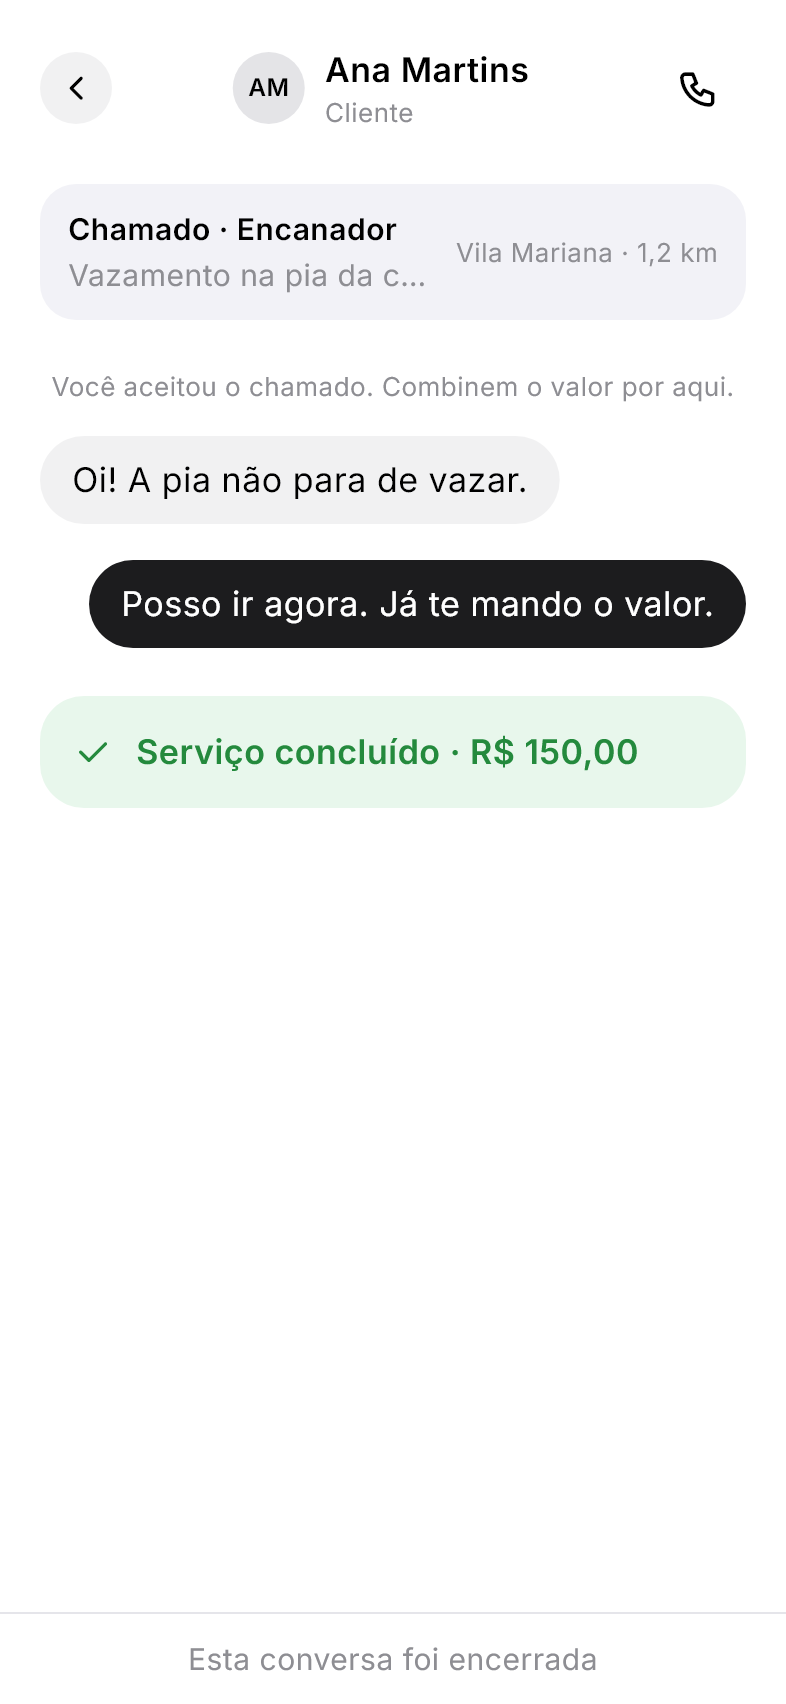 AM
Ana Martins
Cliente
Chamado · Encanador
Vazamento na pia da c...
Vila Mariana · 1,2 km
Você aceitou o chamado. Combinem o valor por aqui.
Oi! A pia não para de vazar.
Posso ir agora. Já te mando o valor.
Serviço concluído · R$ 150,00
Esta conversa foi encerrada